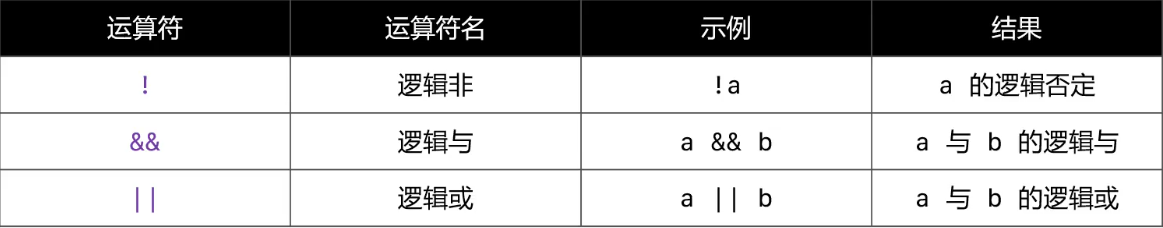 运算符 运算符名 示例 结果
! 逻辑非 !a a 的逻辑否定
&& 逻辑与 a && b a 与 b 的逻辑与
|| 逻辑或 a || b a 与 b 的逻辑或